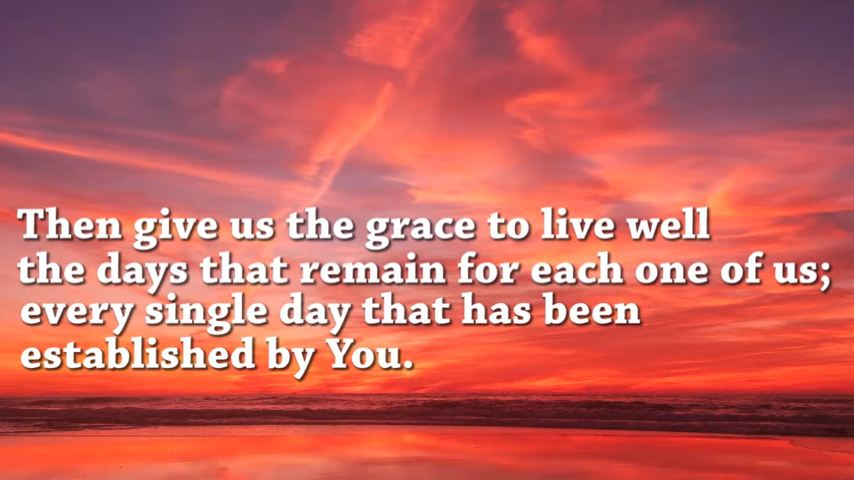 Then give us the grace to live well
the days that remain for each one of us;
every single day that has been
established by You.